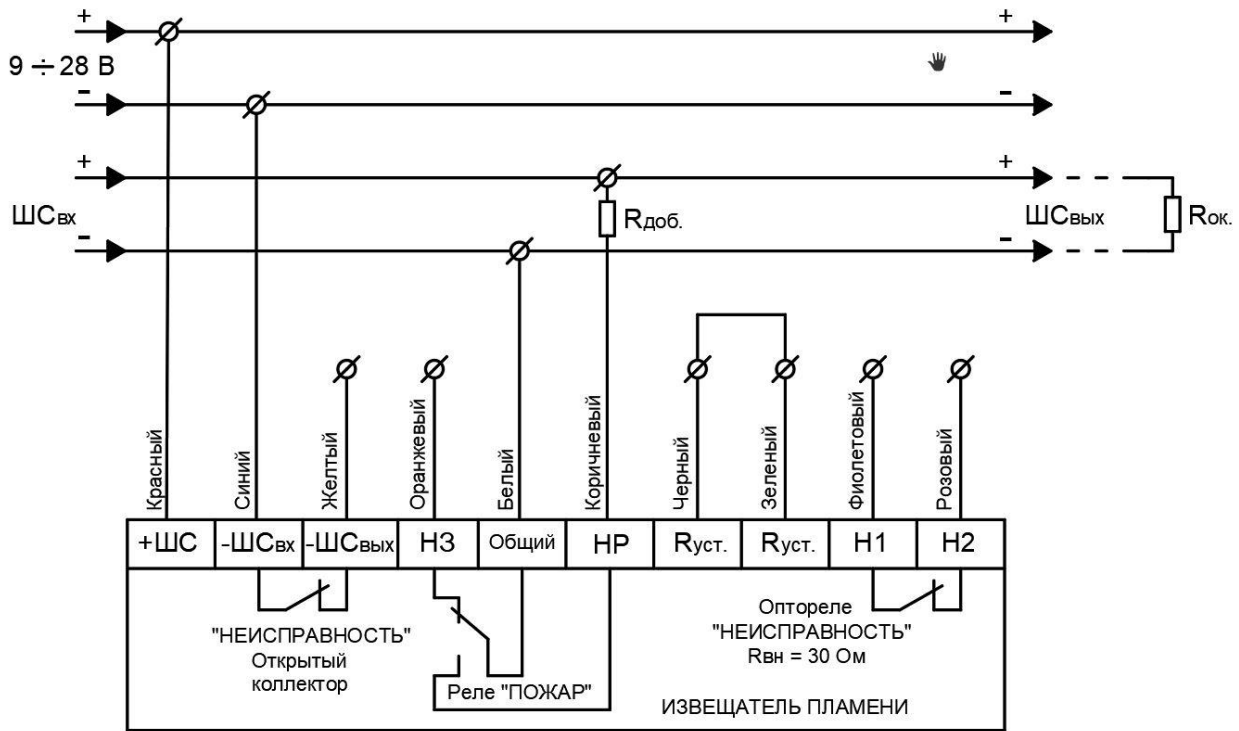 + +
9 ÷ 28 В
- -
+ +
ШСвх Rдоб. ШСвых Rок.
- -
Красный
Синий
Желтый
Оранжевый
Белый
Коричневый
Черный
Зеленый
Фиолетовый
Розовый
+ШС -ШСвх -ШСвых НЗ Общий НР Rуст. Rуст. Н1 Н2
"НЕИСПРАВНОСТЬ"
Открытый
коллектор
Реле "ПОЖАР"
Оптореле
"НЕИСПРАВНОСТЬ"
Rвн = 30 Ом
ИЗВЕЩАТЕЛЬ ПЛАМЕНИ